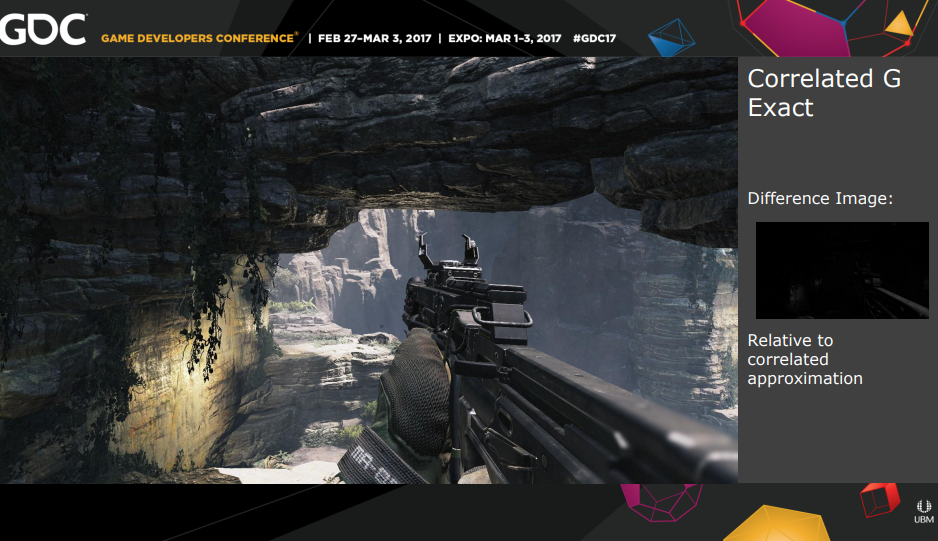 GDC GAME DEVELOPERS CONFERENCE® | FEB 27–MAR 3, 2017 | EXPO: MAR 1–3, 2017 #GDC17
Correlated G
Exact
Difference Image:
Relative to
correlated
approximation
UBM